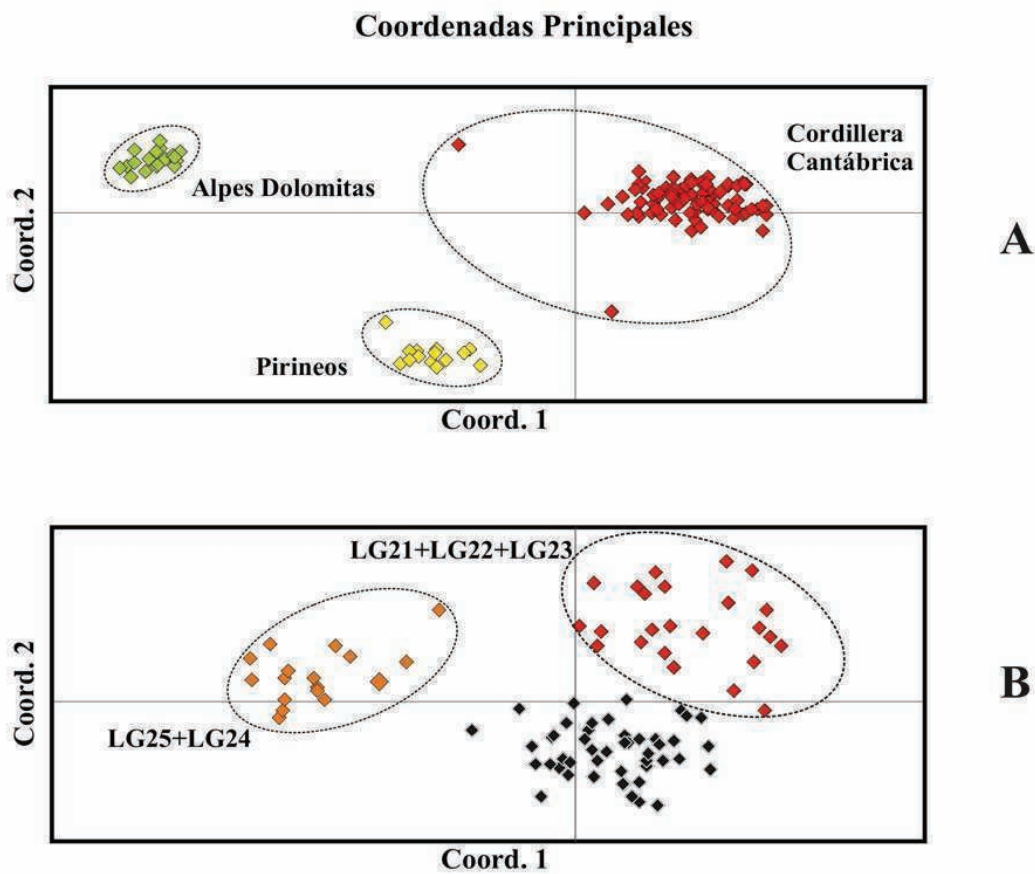 Coordenadas Principales
Cordillera
Cantábrica
Alpes Dolomitas
Coord. 2
A
Pirineos
Coord. 1
LG21+LG22+LG23
Coord. 2
B
LG25+LG24
Coord. 1